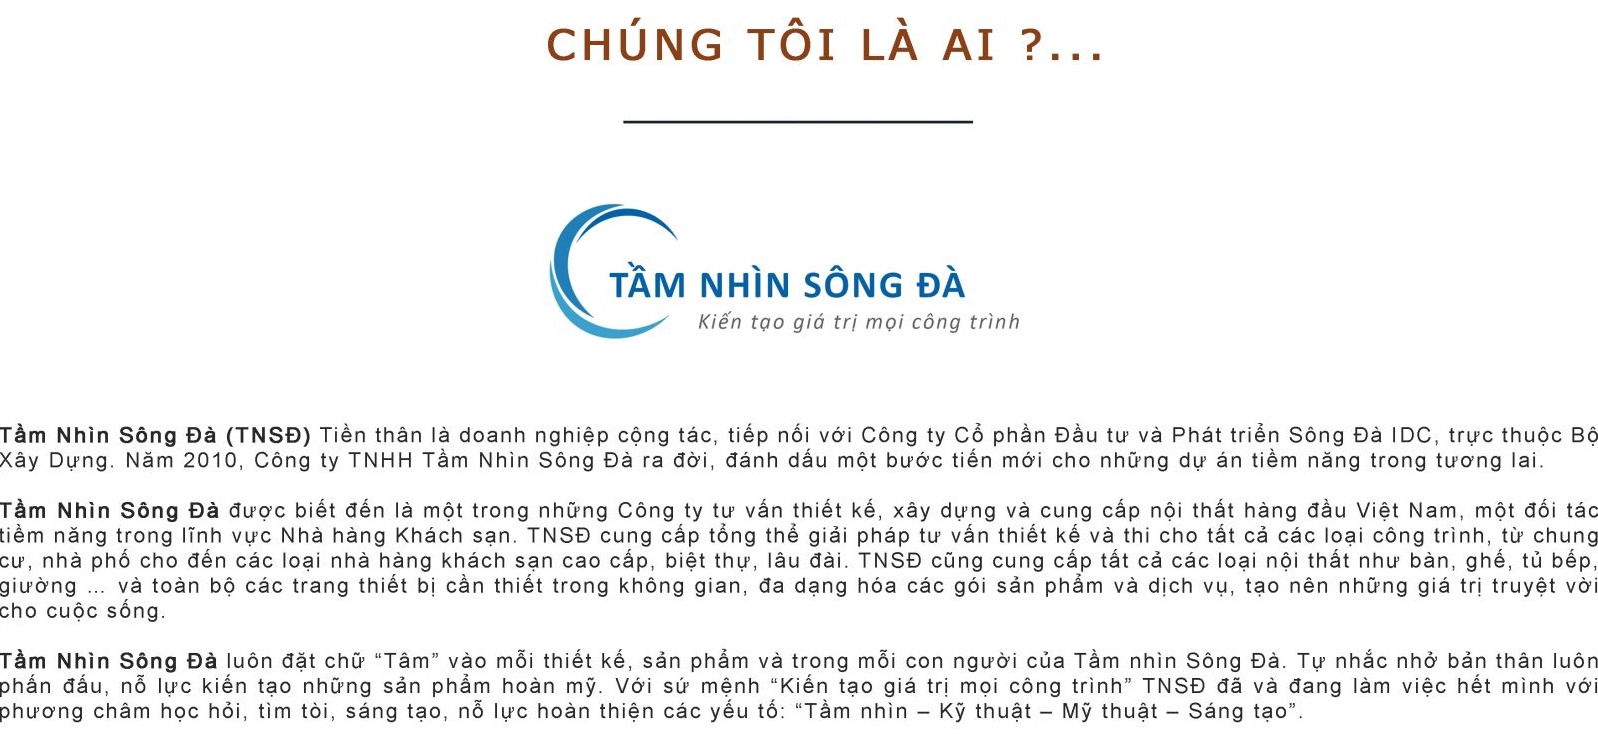 CHÚNG TÔI LÀ AI ?...
TẦM NHÌN SÔNG ĐÀ
Kiến tạo giá trị mọi công trình
Tầm Nhìn Sông Đà (TNSĐ) Tiền thân là doanh nghiệp cộng tác, tiếp nối với Công ty Cổ phần Đầu tư và Phát triển Sông Đà IDC, trực thuộc Bộ
Xây Dựng. Năm 2010, Công ty TNHH Tầm Nhìn Sông Đà ra đời, đánh dấu một bước tiến mới cho những dự án tiềm năng trong tương lai.
Tầm Nhìn Sông Đà được biết đến là một trong những Công ty tư vấn thiết kế, xây dựng và cung cấp nội thất hàng đầu Việt Nam, một đối tác
tiềm năng trong lĩnh vực Nhà hàng Khách sạn. TNSĐ cung cấp tổng thể giải pháp tư vấn thiết kế và thi cho tất cả các loại công trình, từ chung
cư, nhà phố cho đến các loại nhà hàng khách sạn cao cấp, biệt thự, lâu đài. TNSĐ cũng cung cấp tất cả các loại nội thất như bàn, ghế, tủ bếp,
giường ... và toàn bộ các trang thiết bị cần thiết trong không gian, đa dạng hóa các gói sản phẩm và dịch vụ, tạo nên những giá trị truyệt vời
cho cuộc sống.
Tầm Nhìn Sông Đà luôn đặt chữ “Tâm” vào mỗi thiết kế, sản phẩm và trong mỗi con người của Tầm nhìn Sông Đà. Tự nhắc nhở bản thân luôn
phấn đấu, nỗ lực kiến tạo những sản phẩm hoàn mỹ. Với sứ mệnh “Kiến tạo giá trị mọi công trình” TNSĐ đã và đang làm việc hết mình với
phương châm học hỏi, tìm tòi, sáng tạo, nỗ lực hoàn thiện các yếu tố: “Tầm nhìn – Kỹ thuật – Mỹ thuật – Sáng tạo”.